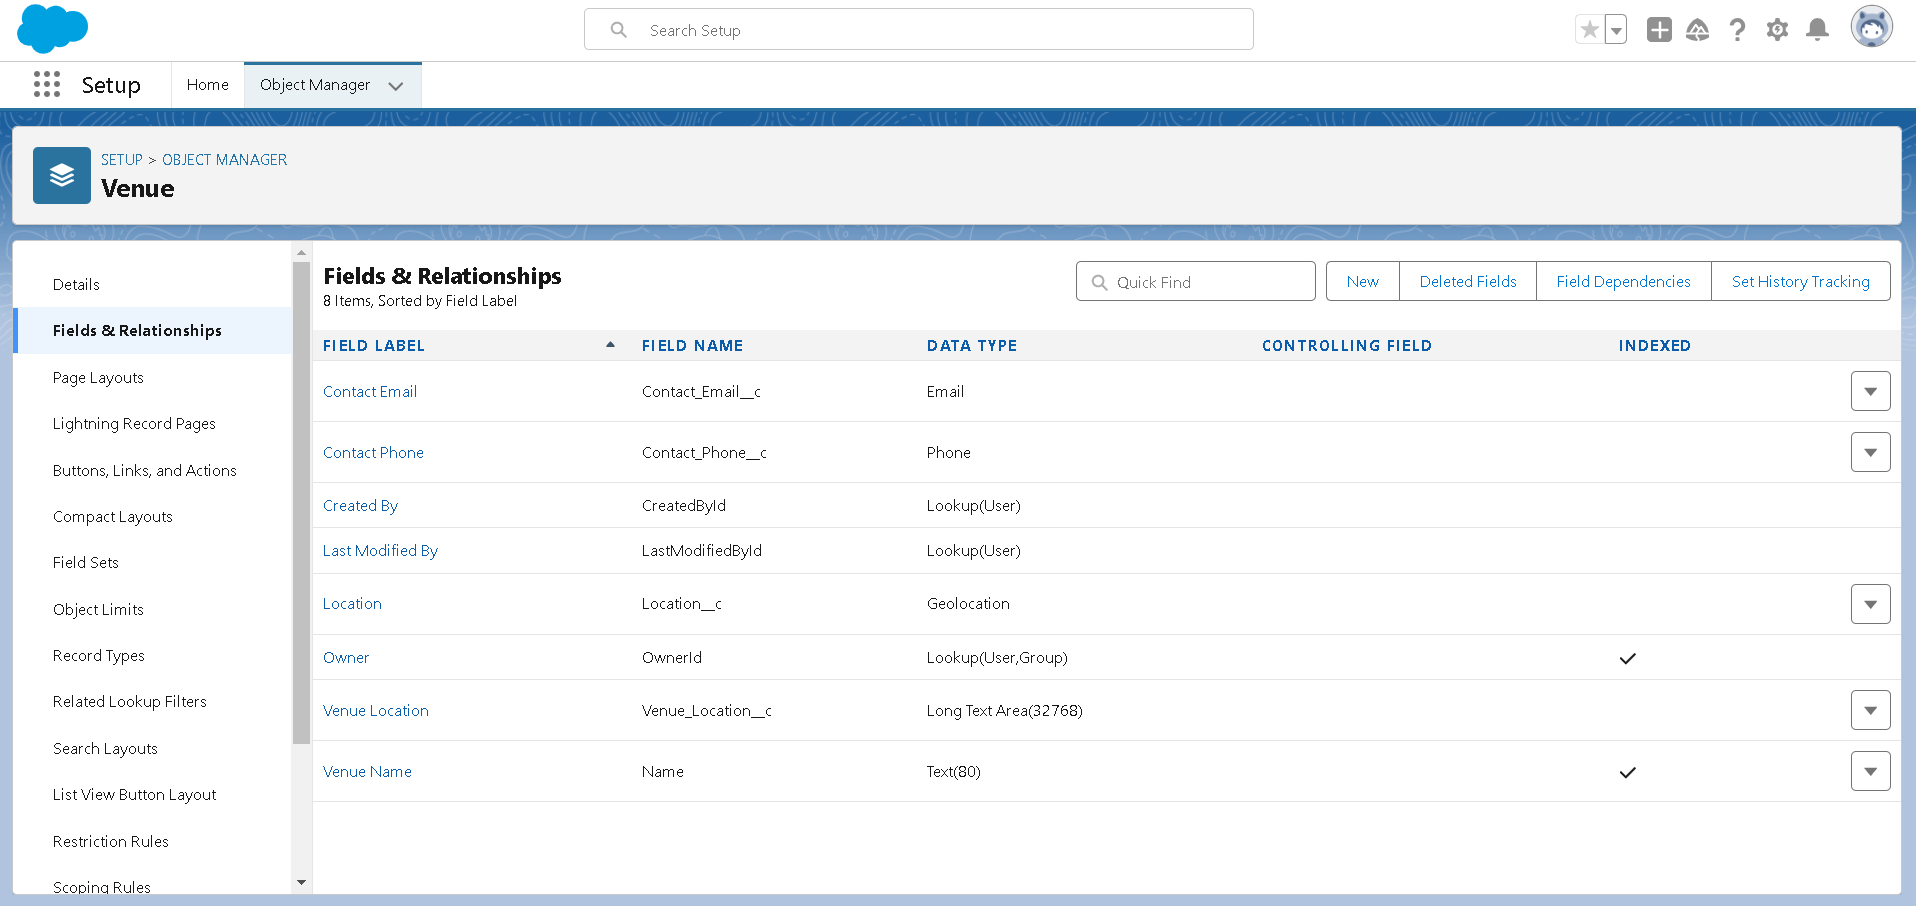 Search Setup
Setup
Home
Object Manager
SETUP > OBJECT MANAGER
Venue
Details
Fields & Relationships
Page Layouts
Lightning Record Pages
Buttons, Links, and Actions
Compact Layouts
Field Sets
Object Limits
Record Types
Related Lookup Filters
Search Layouts
List View Button Layout
Restriction Rules
Scoping Rules
Fields & Relationships
8 Items, Sorted by Field Label
Quick Find
New
Deleted Fields
Field Dependencies
Set History Tracking
FIELD LABEL FIELD NAME DATA TYPE CONTROLLING FIELD INDEXED
Contact Email Contact_Email__c Email
Contact Phone Contact_Phone__c Phone
Created By CreatedById Lookup(User)
Last Modified By LastModifiedById Lookup(User)
Location Location__c Geolocation
Owner OwnerId Lookup(User,Group)
Venue Location Venue_Location__c Long Text Area(32768)
Venue Name Name Text(80)